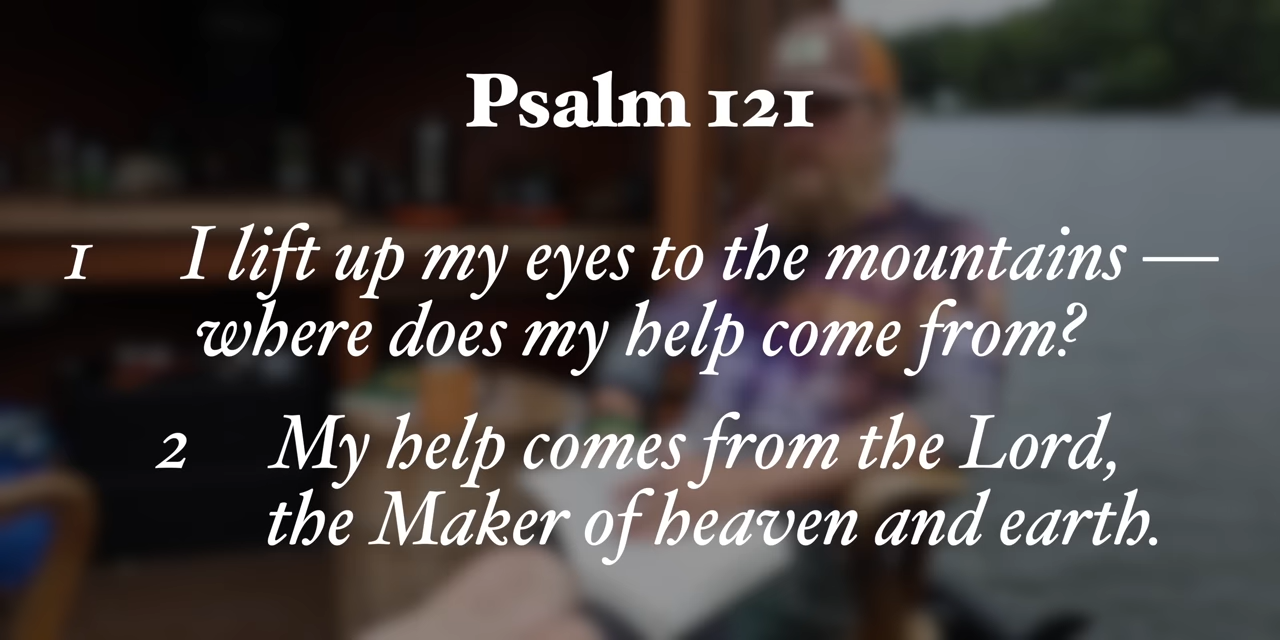 Psalm 121
1 I lift up my eyes to the mountains —
where does my help come from?
2 My help comes from the Lord,
the Maker of heaven and earth.